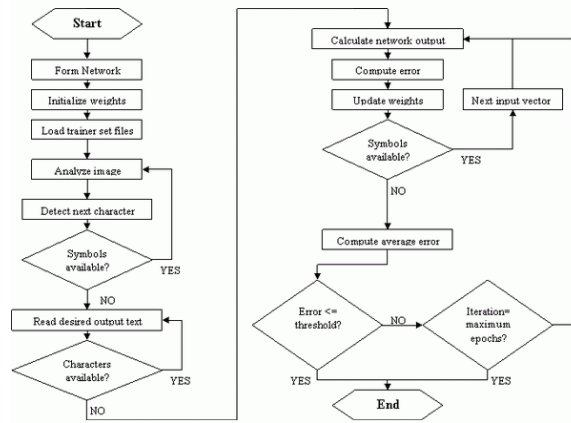 Start
Form Network
Initialize weights
Load trainer set files
Analyze image
Detect next character
Symbols
available?
YES
NO
Read desired output text
Characters
available?
YES
NO
Calculate network output
Compute error
Update weights
Next input vector
Symbols
available?
YES
NO
Compute average error
Error <=
threshold?
NO
YES
Iteration=
maximum
epochs?
YES
End